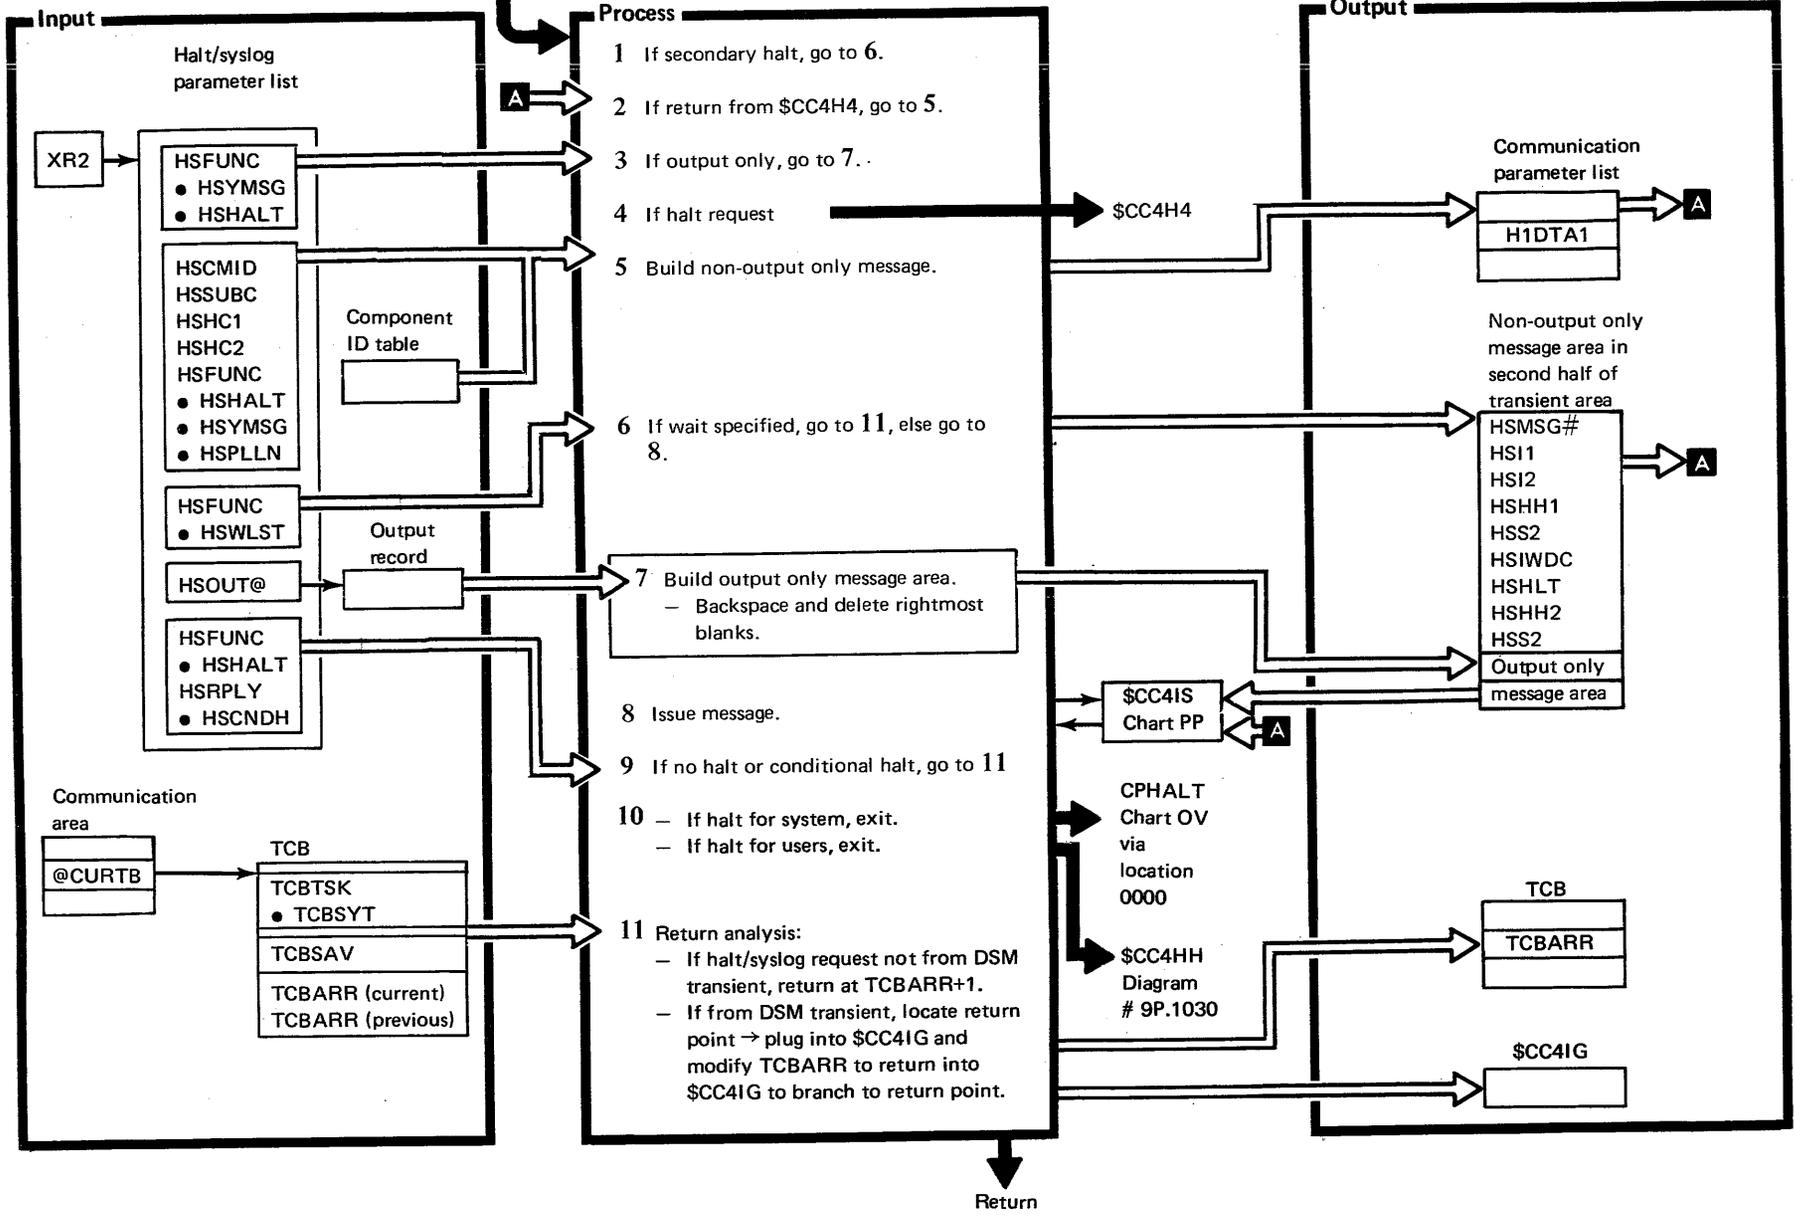 Input
Halt/syslog
parameter list
XR2
HSFUNC
• HSYMSG
• HSHALT
HSCMID
HSSUBC
HSHC1
HSHC2
HSFUNC
• HSHALT
• HSYMSG
• HSPLLN
Component
ID table
HSFUNC
• HSWLST
Output
record
HSOUT@
HSFUNC
• HSHALT
HSRPLY
• HSCNDH
Communication
area
@CURTB
TCB
TCBTSK
• TCBSYT
TCBSAV
TCBARR (current)
TCBARR (previous)
A
Process
1 If secondary halt, go to 6.
2 If return from $CC4H4, go to 5.
3 If output only, go to 7.
4 If halt request
5 Build non-output only message.
6 If wait specified, go to 11, else go to
8.
7 Build output only message area.
— Backspace and delete rightmost
blanks.
8 Issue message.
9 If no halt or conditional halt, go to 11
10 — If halt for system, exit.
— If halt for users, exit.
11 Return analysis:
— If halt/syslog request not from DSM
transient, return at TCBARR+1.
— If from DSM transient, locate return
point → plug into $CC4IG and
modify TCBARR to return into
$CC4IG to branch to return point.
Return
$CC4H4
$CC4IS
Chart PP
A
CPHALT
Chart OV
via
location
0000
$CC4HH
Diagram
# 9P.1030
Output
Communication
parameter list
H1DTA1
A
Non-output only
message area in
second half of
transient area
HSMSG#
HSI1
HSI2
HSHH1
HSS2
HSIWDC
HSHLT
HSHH2
HSS2
Output only
message area
A
TCB
TCBARR
$CC4IG